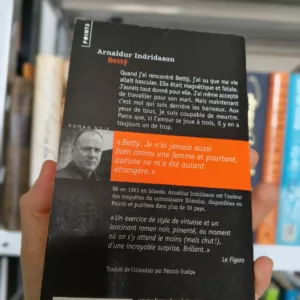 POINTS
Arnaldur Indridason
Bettý
Quand j'ai rencontré Bettý, j'ai su que ma vie
allait basculer. Elle était magnétique et fatale.
J'aurais tout donné pour elle. J'ai même accepté
de travailler pour son mari. Mais maintenant
c'est moi qui suis derrière les barreaux. Aux
yeux de tous, je suis coupable de meurtre.
Parce que, si l'amour se joue à trois, il y en a
toujours un de trop.
ROMAN NOIR
« Bettý. Je n'ai jamais aussi
bien connu une femme et pourtant,
aucune ne m'a été autant
étrangère. »
Né en 1961 en Islande, Arnaldur Indridason est l'auteur
des enquêtes du commissaire Erlendur, disponibles en
Points et publiées dans plus de 30 pays.
« Un exercice de style de virtuose et un
lancinant roman noir, pimenté, au moment
où on s'y attend le moins (mais chut!),
d'une incroyable surprise. Brillant. »
Le Figaro
Traduit de l'islandais par Patrick Guelpa